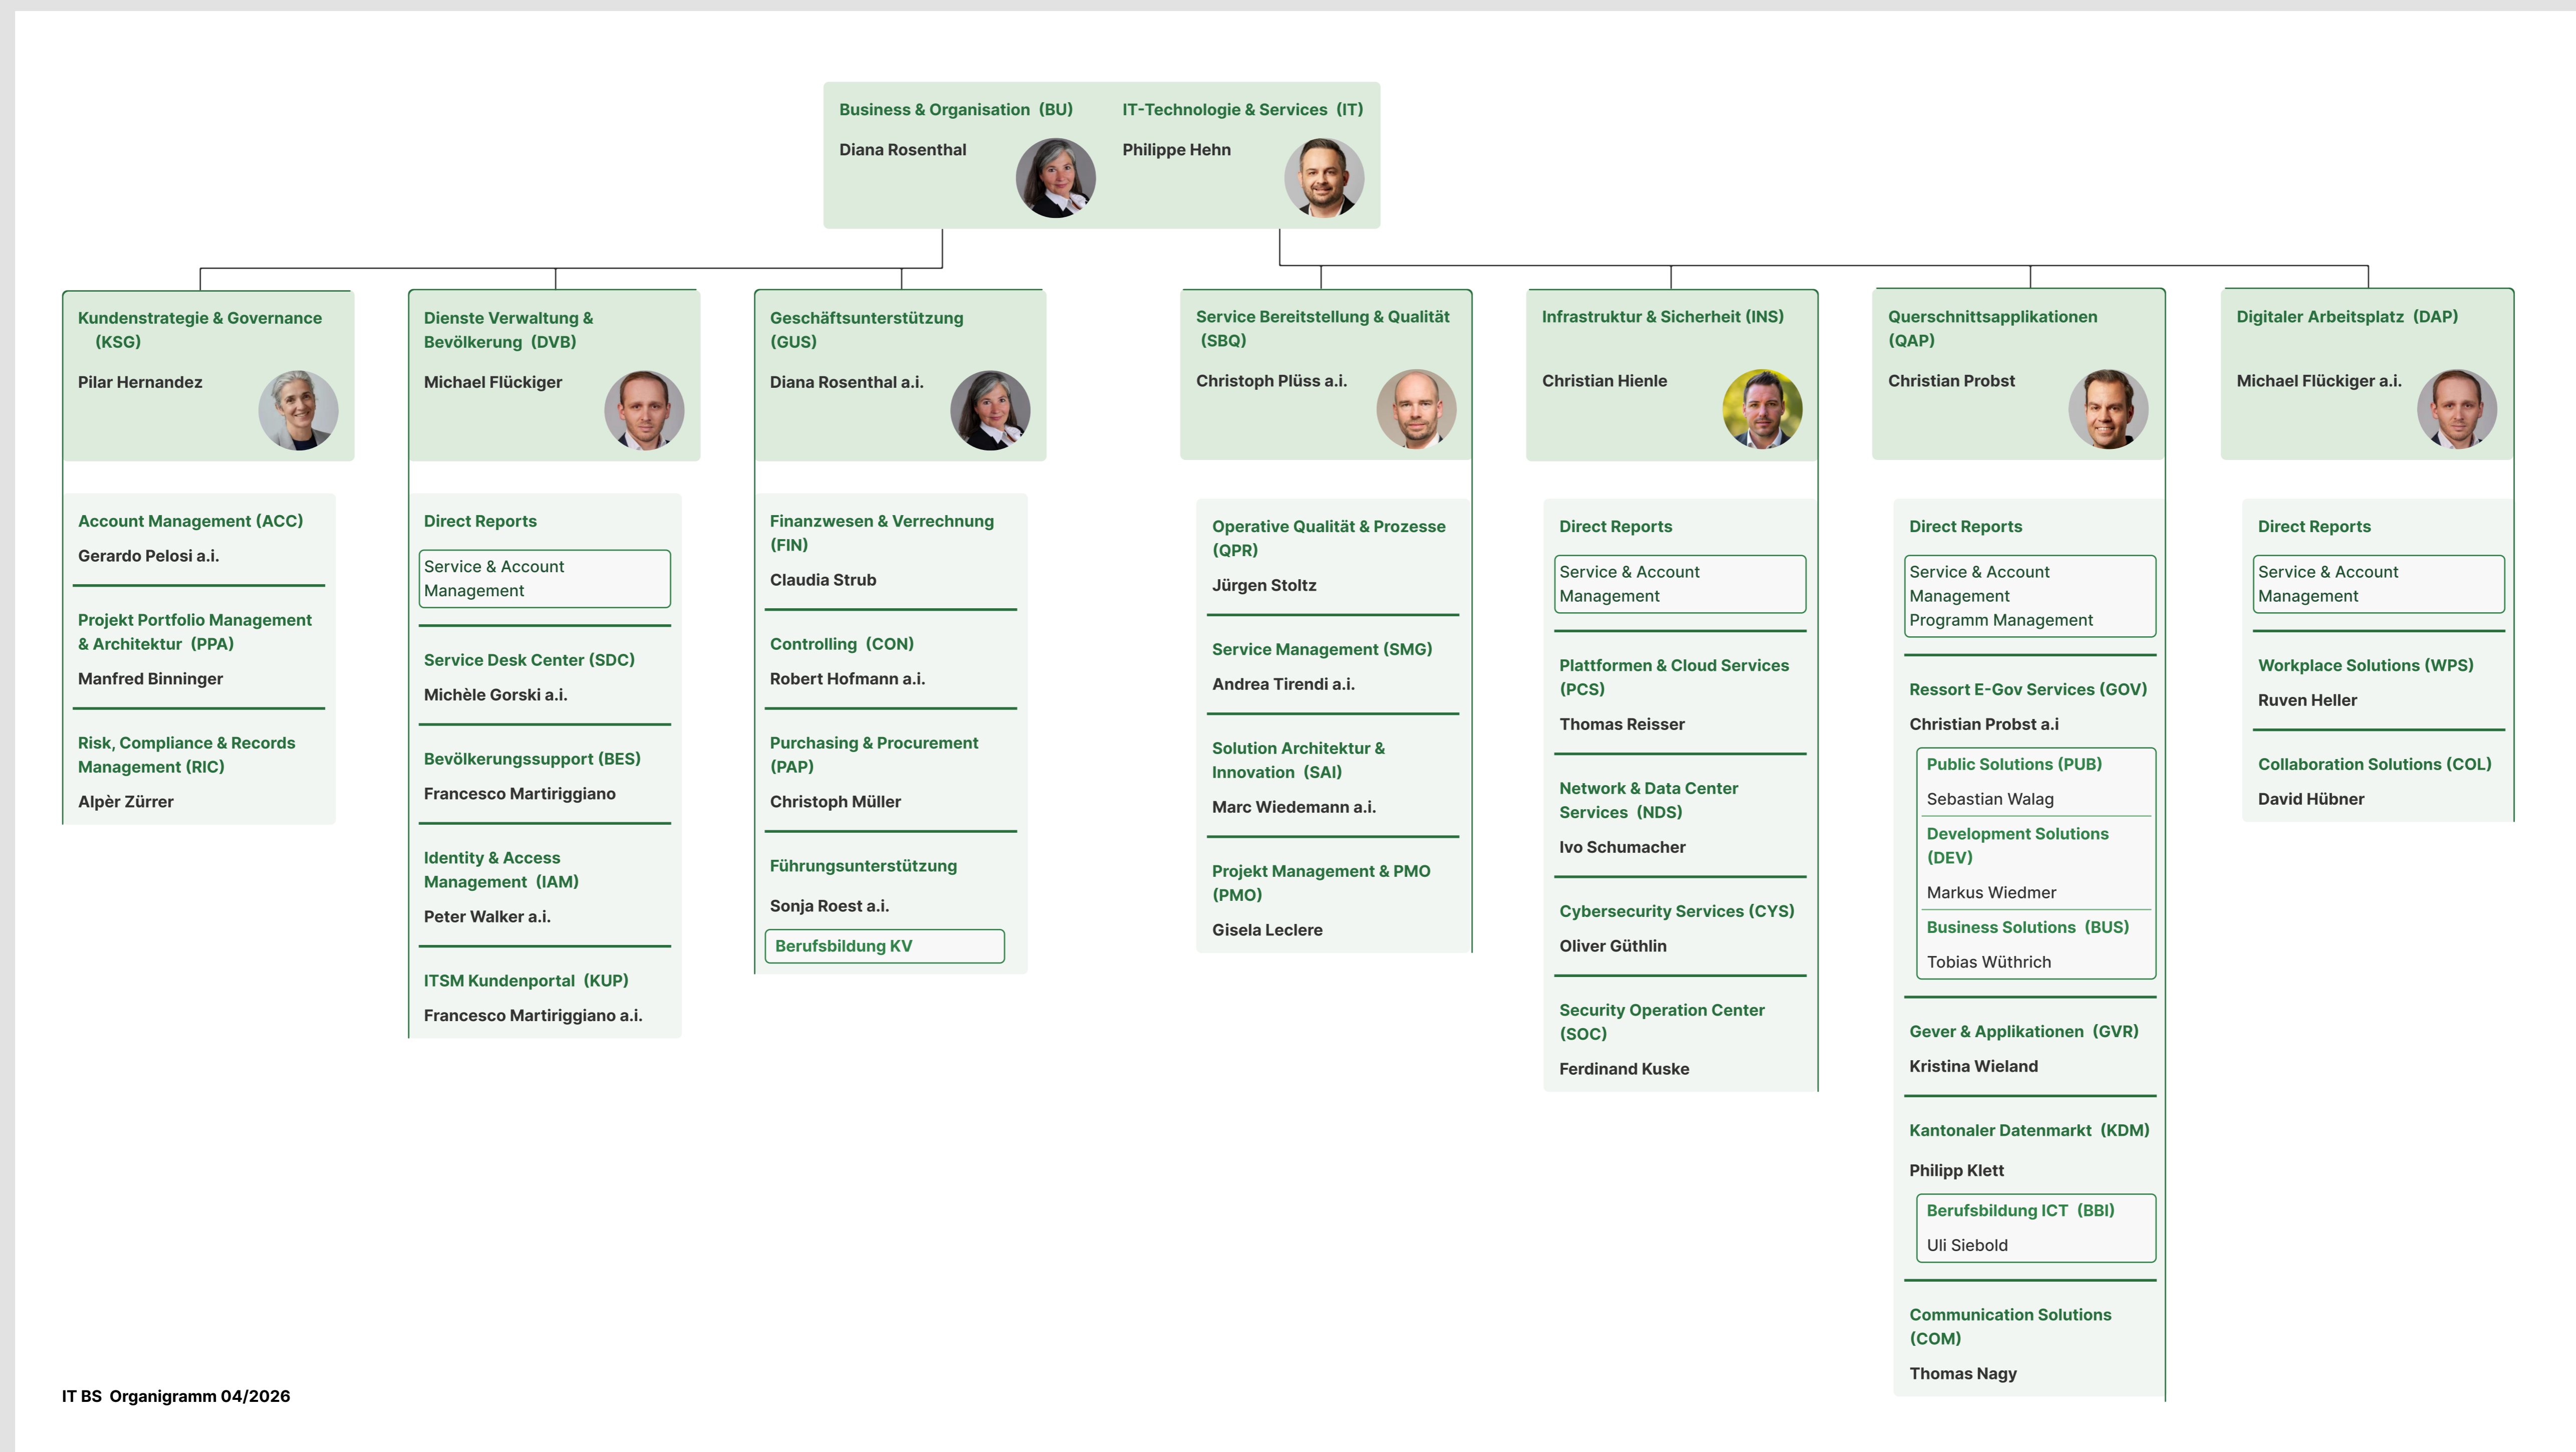 Business & Organisation (BU)
Diana Rosenthal
IT-Technologie & Services (IT)
Philippe Hehn
Kundenstrategie & Governance
(KSG)
Pilar Hernandez
Account Management (ACC)
Gerardo Pelosi a.i.
Projekt Portfolio Management
& Architektur (PPA)
Manfred Binninger
Risk, Compliance & Records
Management (RIC)
Alpèr Zürrer
Dienste Verwaltung &
Bevölkerung (DVB)
Michael Flückiger
Direct Reports
Service & Account
Management
Service Desk Center (SDC)
Michèle Gorski a.i.
Bevölkerungssupport (BES)
Francesco Martiriggiano
Identity & Access
Management (IAM)
Peter Walker a.i.
ITSM Kundenportal (KUP)
Francesco Martiriggiano a.i.
Geschäftsunterstützung
(GUS)
Diana Rosenthal a.i.
Finanzwesen & Verrechnung
(FIN)
Claudia Strub
Controlling (CON)
Robert Hofmann a.i.
Purchasing & Procurement
(PAP)
Christoph Müller
Führungsunterstützung
Sonja Roest a.i.
Berufsbildung KV
Service Bereitstellung & Qualität
(SBQ)
Christoph Plüss a.i.
Operative Qualität & Prozesse
(QPR)
Jürgen Stoltz
Service Management (SMG)
Andrea Tirendi a.i.
Solution Architektur &
Innovation (SAI)
Marc Wiedemann a.i.
Projekt Management & PMO
(PMO)
Gisela Leclere
Infrastruktur & Sicherheit (INS)
Christian Hienle
Direct Reports
Service & Account
Management
Plattformen & Cloud Services
(PCS)
Thomas Reisser
Network & Data Center
Services (NDS)
Ivo Schumacher
Cybersecurity Services (CYS)
Oliver Güthlin
Security Operation Center
(SOC)
Ferdinand Kuske
Querschnittsapplikationen
(QAP)
Christian Probst
Direct Reports
Service & Account
Management
Programm Management
Ressort E-Gov Services (GOV)
Christian Probst a.i
Public Solutions (PUB)
Sebastian Walag
Development Solutions
(DEV)
Markus Wiedmer
Business Solutions (BUS)
Tobias Wüthrich
Gever & Applikationen (GVR)
Kristina Wieland
Kantonaler Datenmarkt (KDM)
Philipp Klett
Berufsbildung ICT (BBI)
Uli Siebold
Communication Solutions
(COM)
Thomas Nagy
Digitaler Arbeitsplatz (DAP)
Michael Flückiger a.i.
Direct Reports
Service & Account
Management
Workplace Solutions (WPS)
Ruven Heller
Collaboration Solutions (COL)
David Hübner
IT BS Organigramm 04/2026